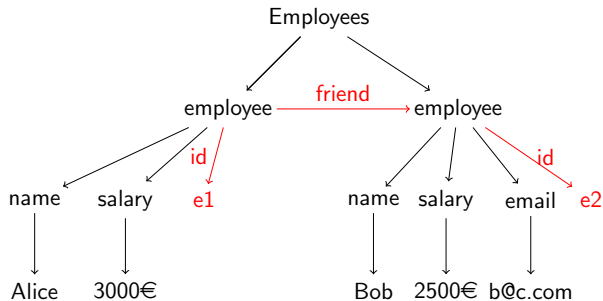 Employees
friend
employee employee
id id
name salary e1 name salary email e2
Alice 3000€ Bob 2500€ b@c.com